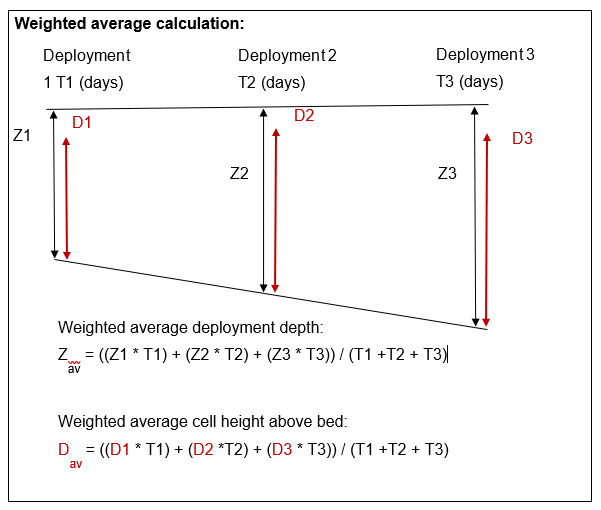 Weighted average calculation:
Deployment Deployment 2 Deployment 3
1 T1 (days) T2 (days) T3 (days)
D1 D2
Z1 D3
Z2 Z3
Weighted average deployment depth:
Zav = ((Z1 * T1) + (Z2 * T2) + (Z3 * T3)) / (T1 +T2 + T3)
Weighted average cell height above bed:
Dav = ((D1 * T1) + (D2 *T2) + (D3 * T3)) / (T1 +T2 + T3)